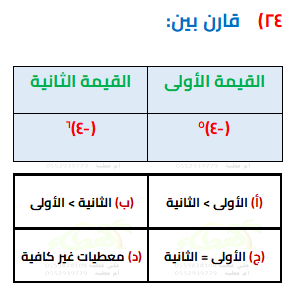 ٢٤) قارن بين:
القيمة الأولى القيمة الثانية
(-٤)^٥ (-٤)^٦
(أ) الأولى > الثانية (ب) الثانية > الأولى
(ج) الأولى = الثانية (د) معطيات غير كافية